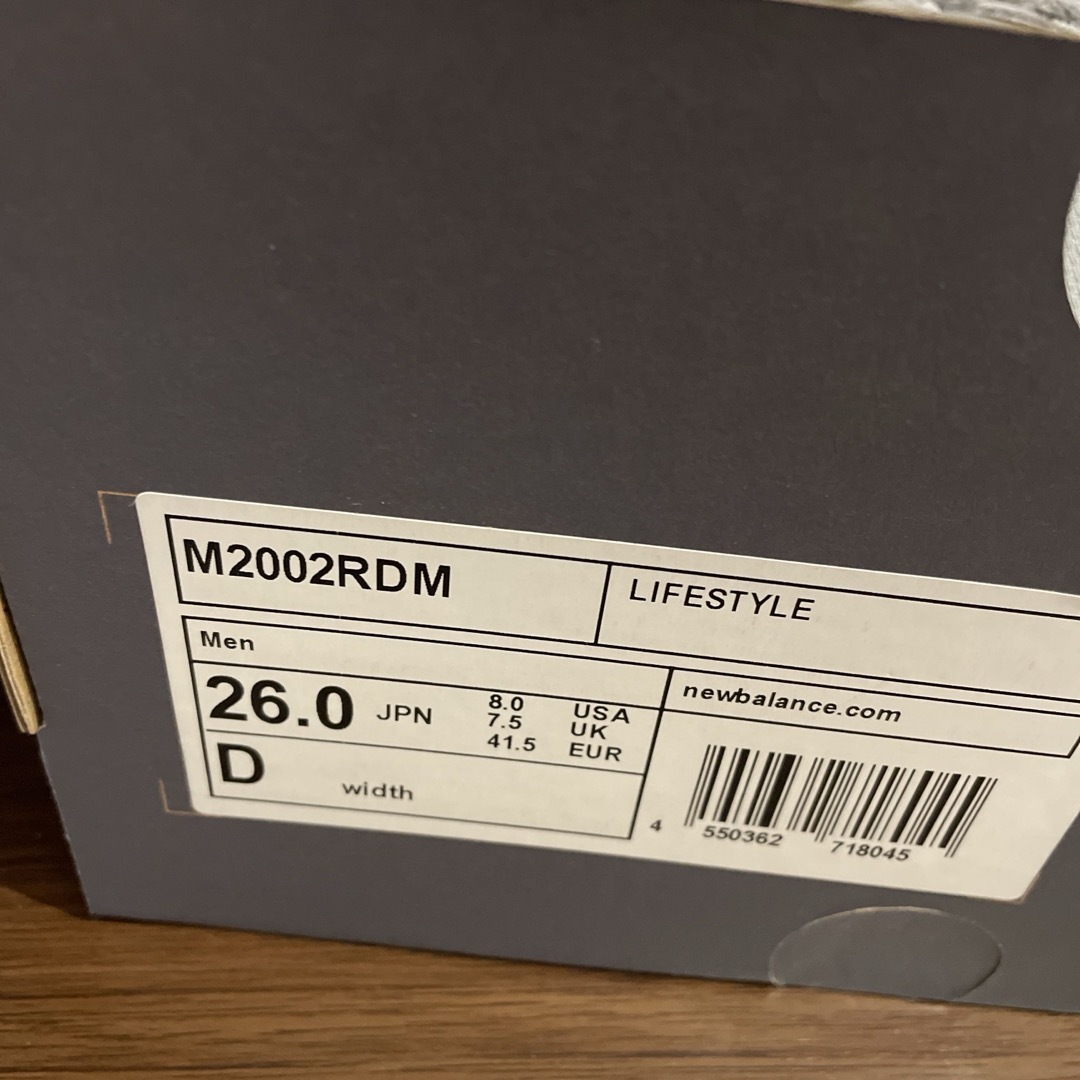 M2002RDM
LIFESTYLE
Men
26.0 JPN
8.0 USA
7.5 UK
41.5 EUR
D width
newbalance.com
4 550362 718045